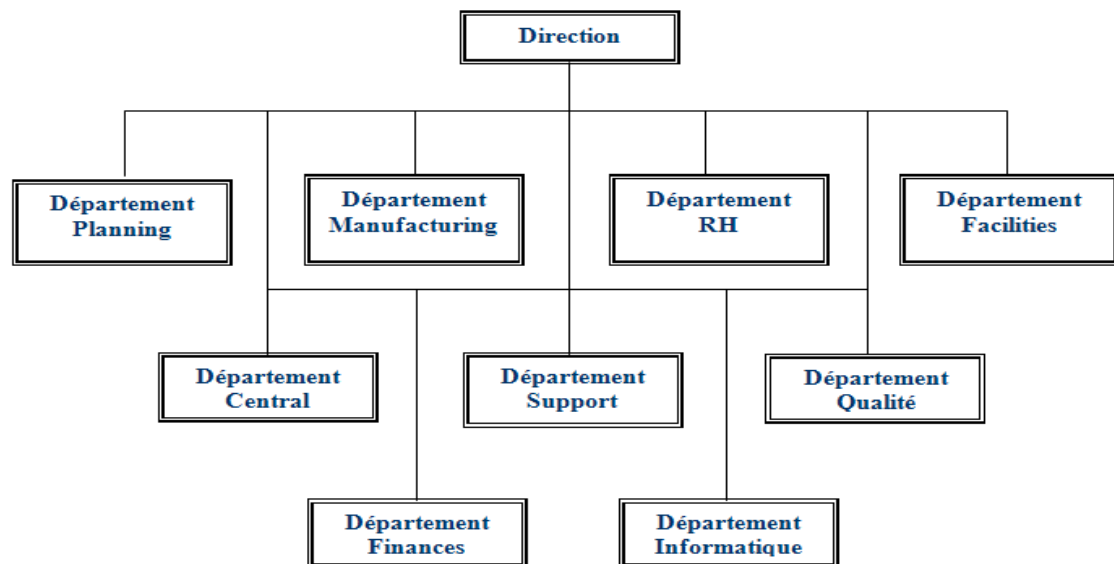 Direction
Département
Planning
Département
Manufacturing
Département
RH
Département
Facilities
Département
Central
Département
Support
Département
Qualité
Département
Finances
Département
Informatique